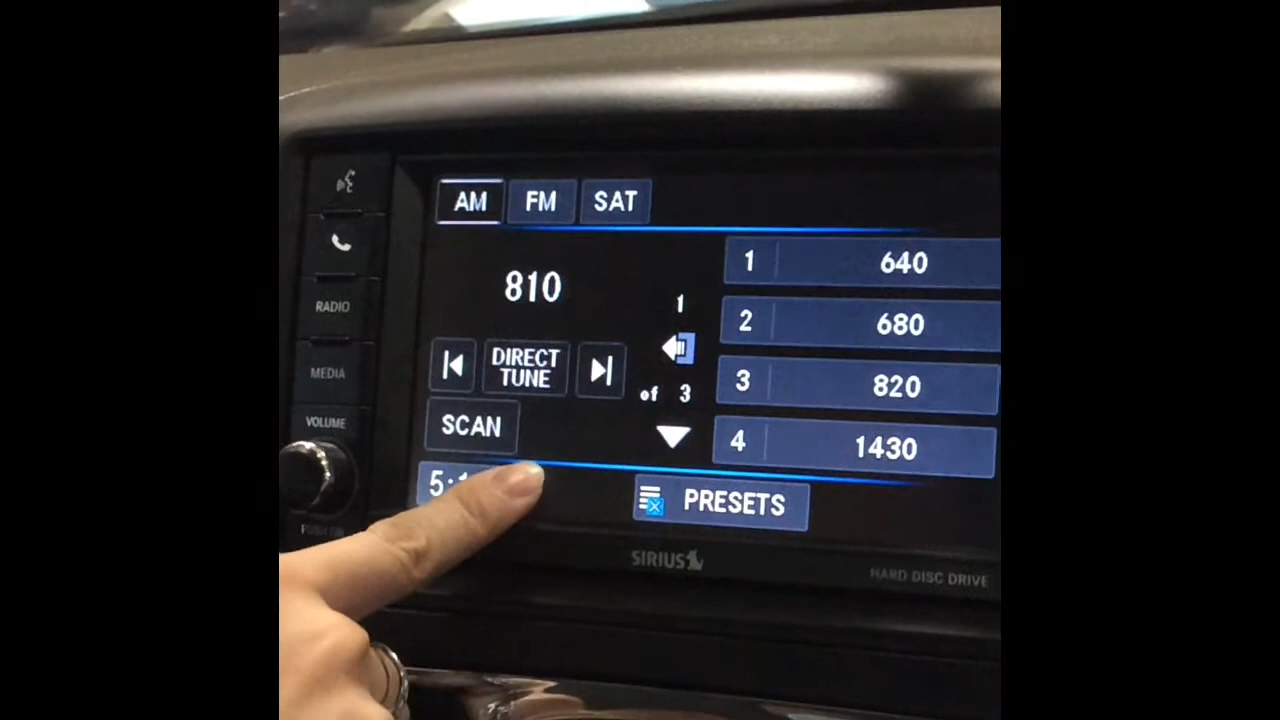 AM FM SAT
810
1
of 3
DIRECT
TUNE
SCAN
1 640
2 680
3 820
4 1430
PRESETS
RADIO
MEDIA
VOLUME
SIRIUS
HARD DISC DRIVE